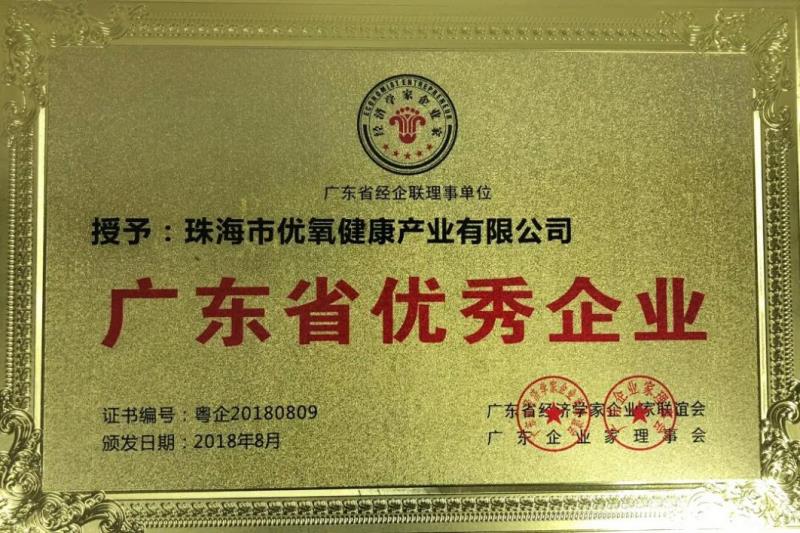 ECONOMIST ENTREPRENEUR
经济学家企业家
广东省经企联理事单位
授予：珠海市优氧健康产业有限公司
广东省优秀企业
证书编号：粤企20180809
广东省经济学家企业家联谊会
颁发日期：2018年8月
广东企业家理事会